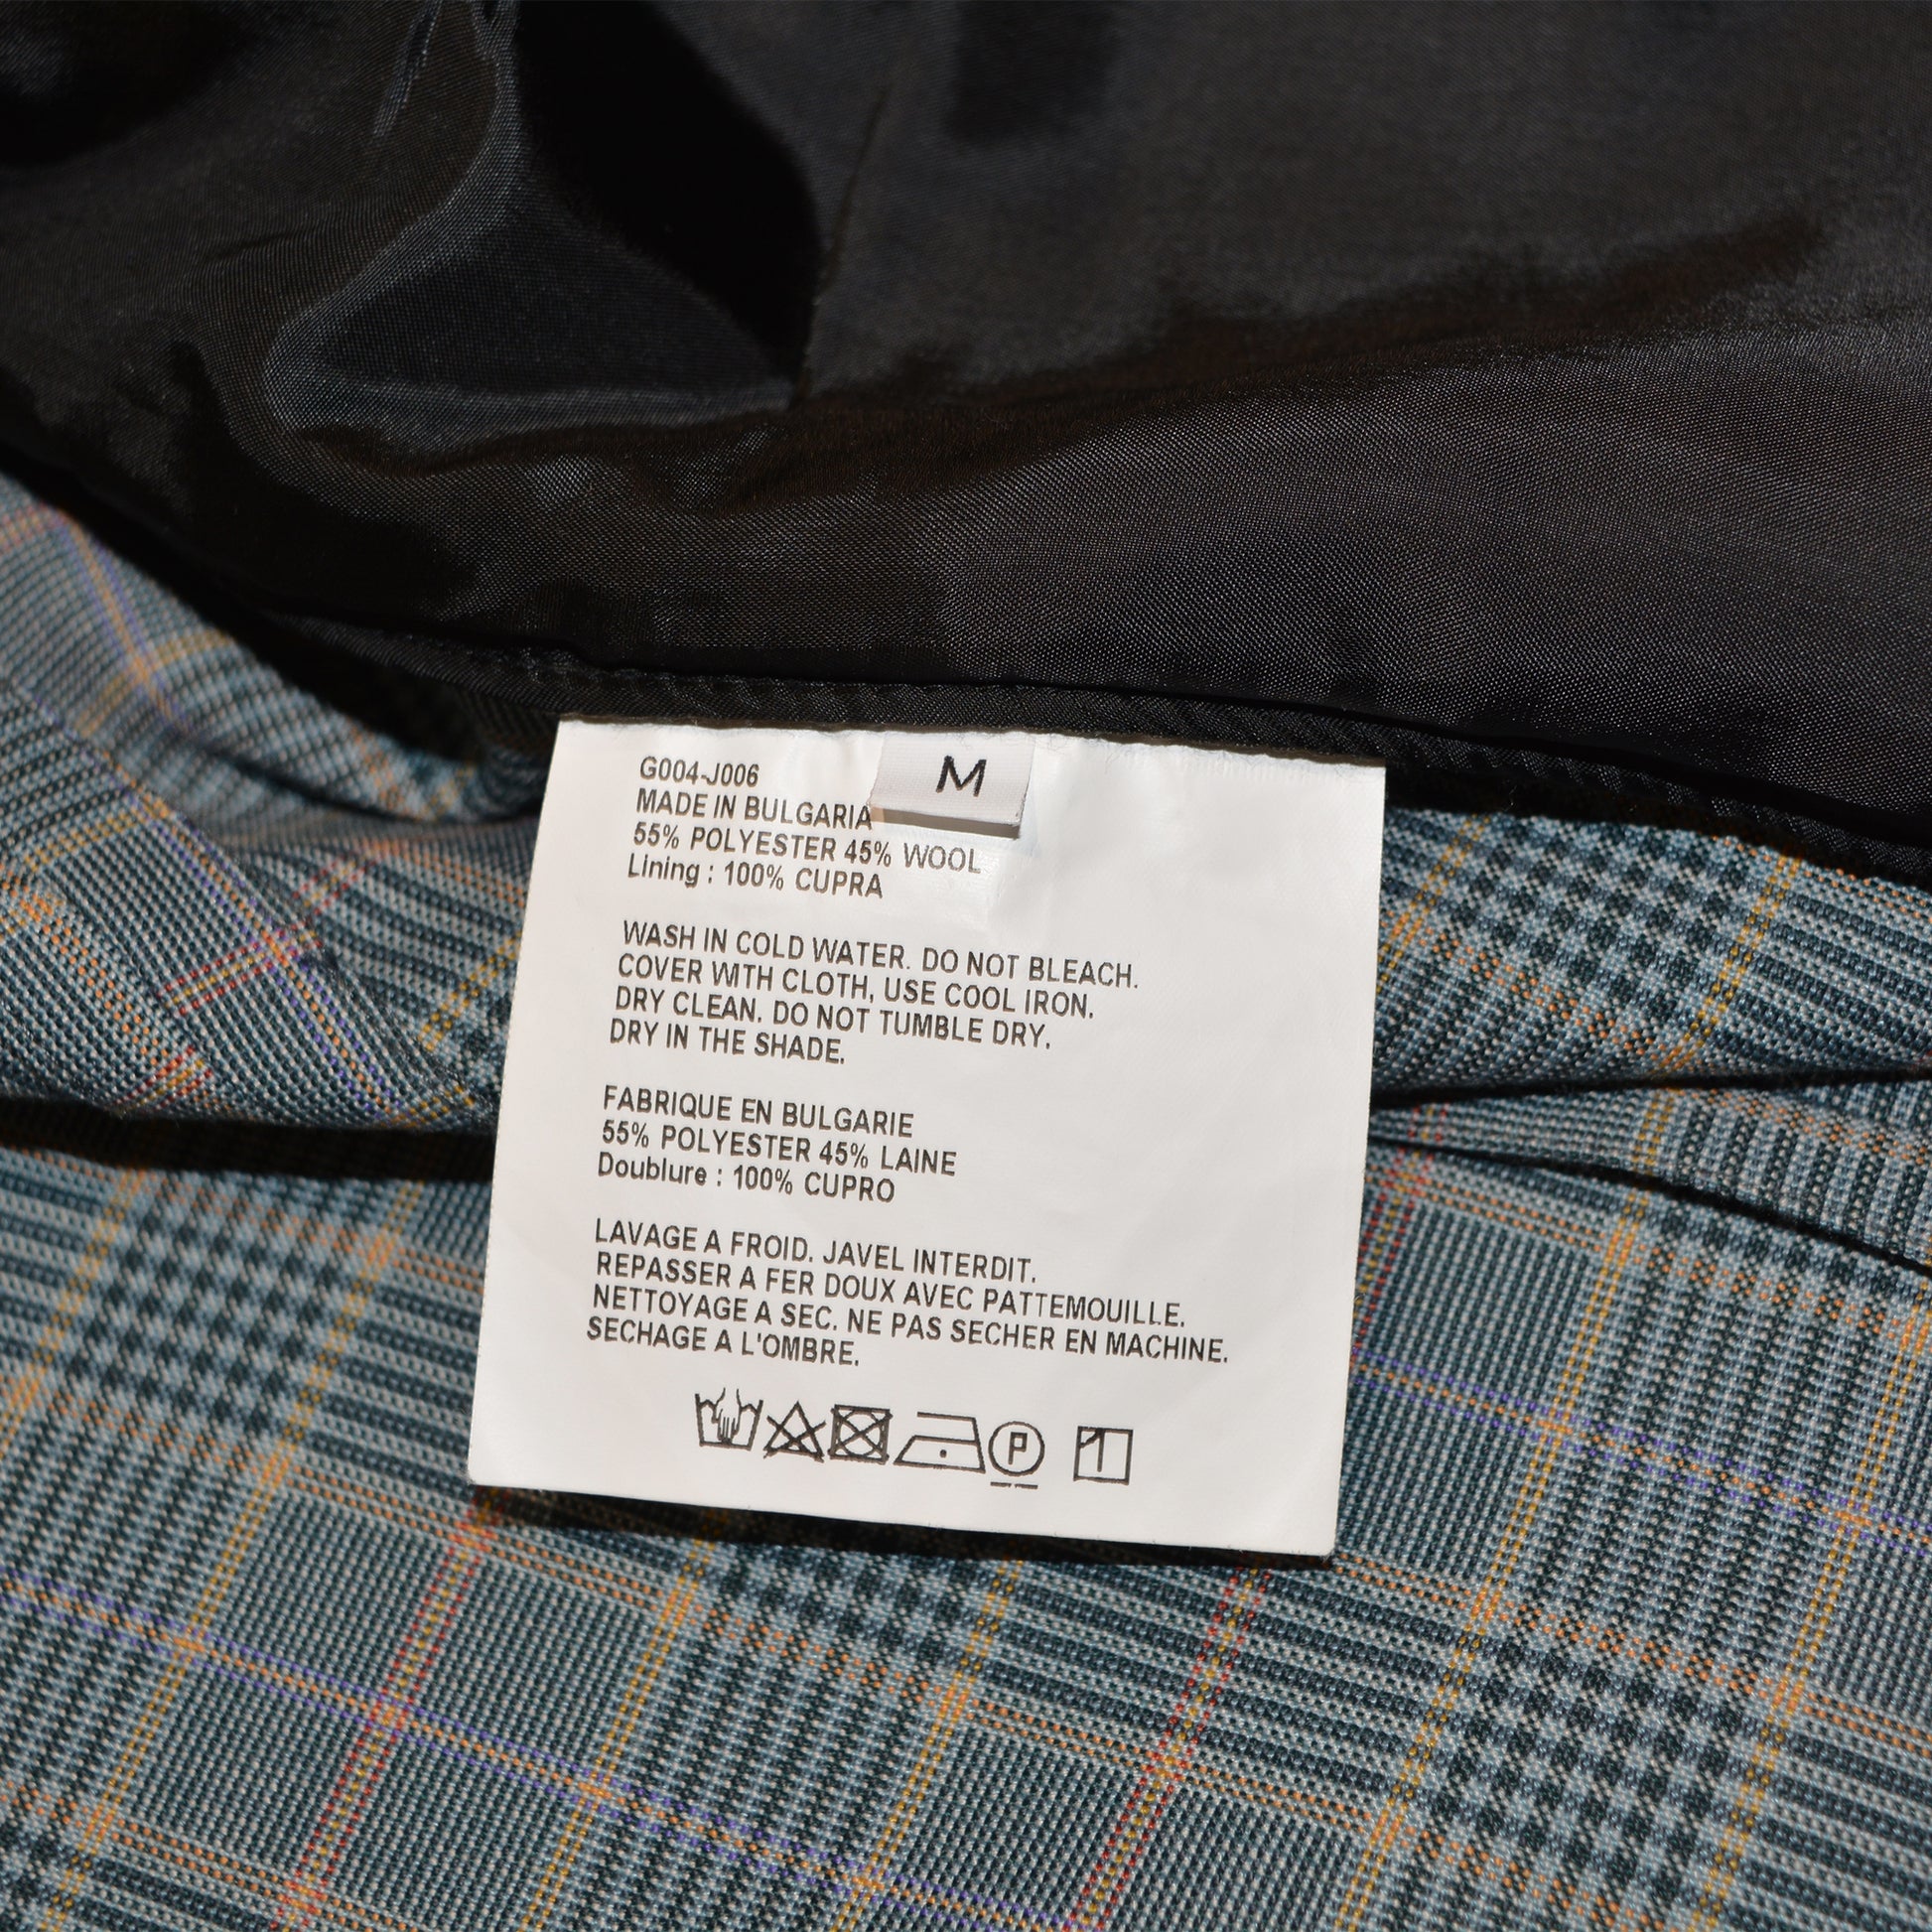 G004-J006
M
MADE IN BULGARIA
55% POLYESTER 45% WOOL
Lining : 100% CUPRA
WASH IN COLD WATER. DO NOT BLEACH.
COVER WITH CLOTH, USE COOL IRON.
DRY CLEAN. DO NOT TUMBLE DRY.
DRY IN THE SHADE.
FABRIQUE EN BULGARIE
55% POLYESTER 45% LAINE
Doublure : 100% CUPRO
LAVAGE A FROID. JAVEL INTERDIT.
REPASSER A FER DOUX AVEC PATTEMOUILLE.
NETTOYAGE A SEC. NE PAS SECHER EN MACHINE.
SECHAGE A L'OMBRE.
P 1